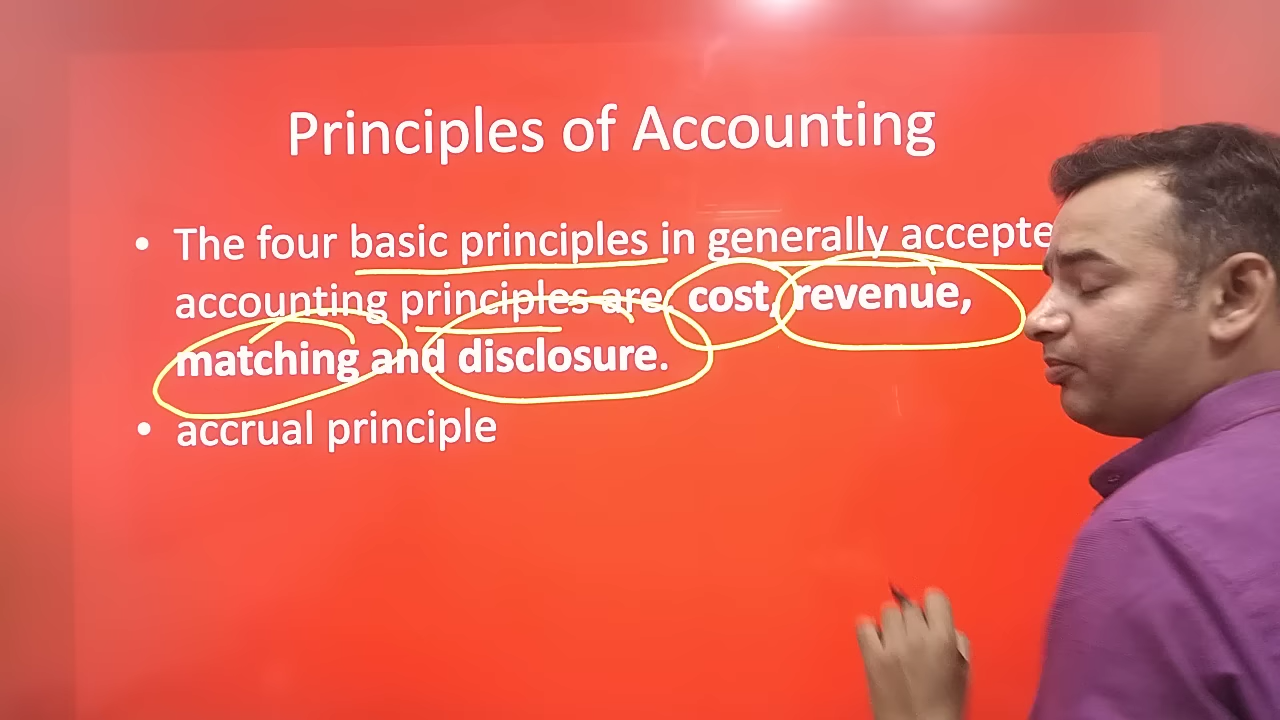 Principles of Accounting
• The four basic principles in generally accepte
accounting principles are: cost, revenue,
matching and disclosure.
• accrual principle